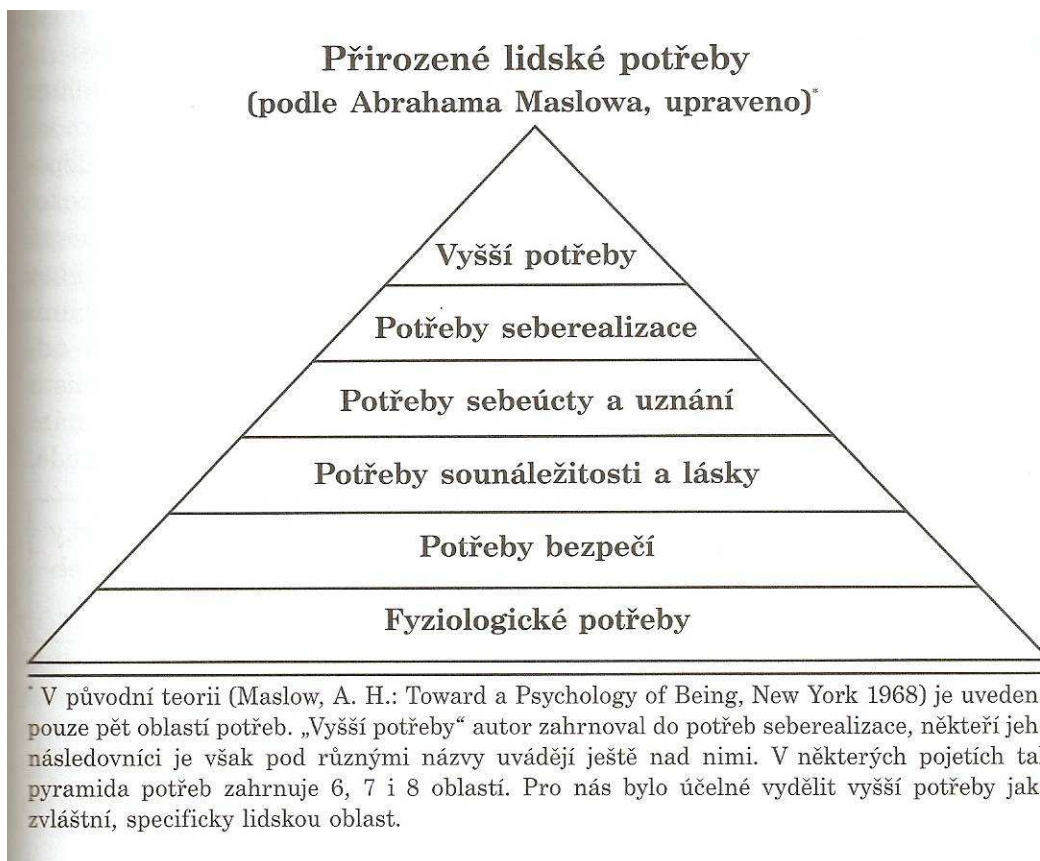 Přirozené lidské potřeby
(podle Abrahama Maslowa, upraveno)*
Vyšší potřeby
Potřeby seberealizace
Potřeby sebeúcty a uznání
Potřeby sounáležitosti a lásky
Potřeby bezpečí
Fyziologické potřeby
* V původní teorii (Maslow, A. H.: Toward a Psychology of Being, New York 1968) je uveden
pouze pět oblastí potřeb. „Vyšší potřeby“ autor zahrnoval do potřeb seberealizace, někteří jeh
následovníci je však pod různými názvy uvádějí ještě nad nimi. V některých pojetích tak
pyramida potřeb zahrnuje 6, 7 i 8 oblastí. Pro nás bylo účelné vydělit vyšší potřeby jak
zvláštní, specificky lidskou oblast.